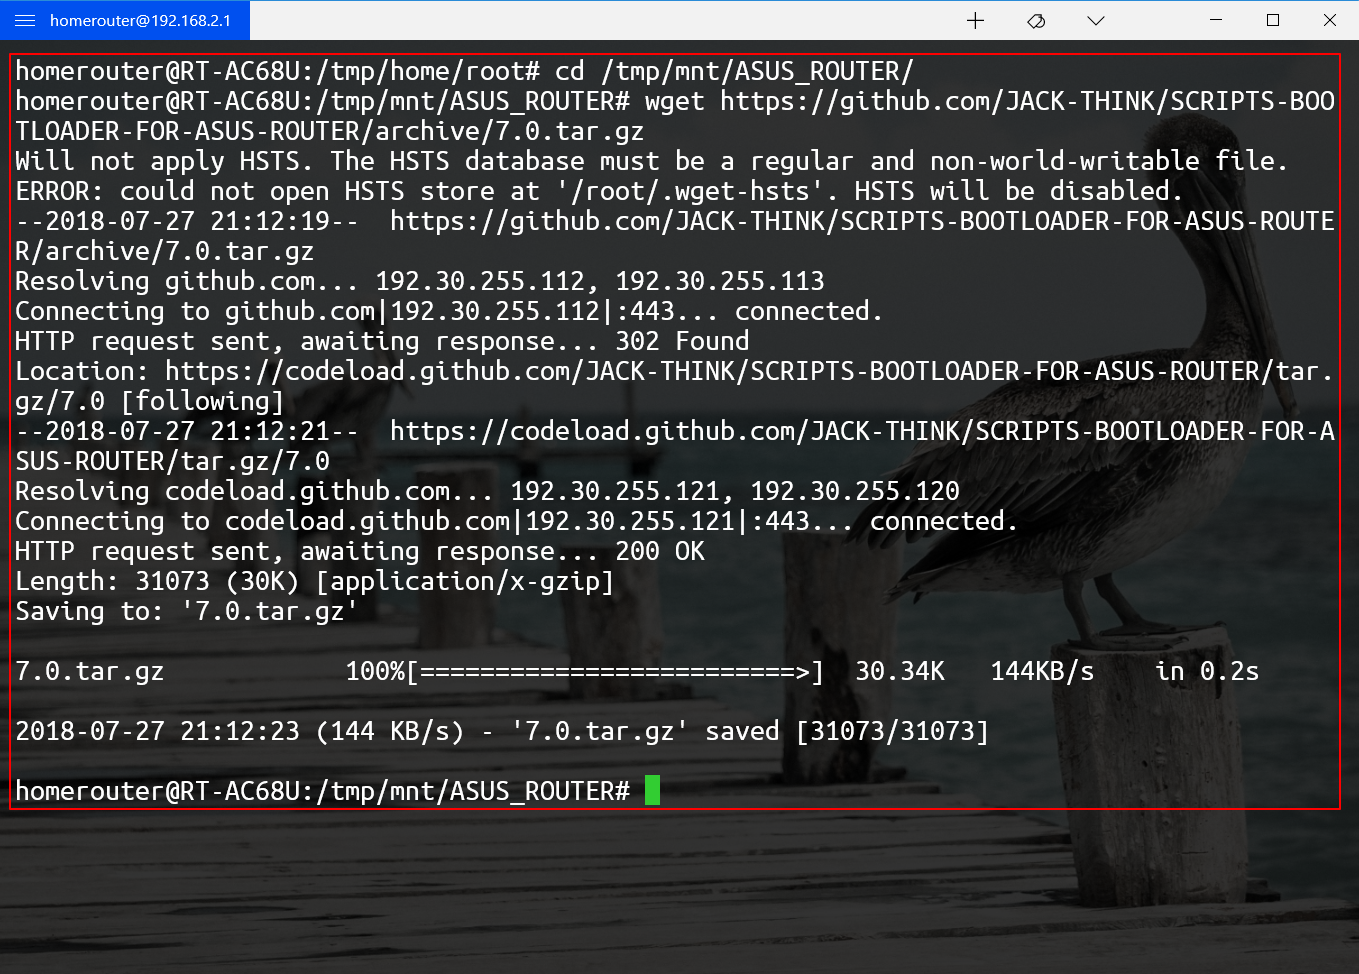 homerouter@192.168.2.1
homerouter@RT-AC68U:/tmp/home/root# cd /tmp/mnt/ASUS_ROUTER/
homerouter@RT-AC68U:/tmp/mnt/ASUS_ROUTER# wget https://github.com/JACK-THINK/SCRIPTS-BOO
TLOADER-FOR-ASUS-ROUTER/archive/7.0.tar.gz
Will not apply HSTS. The HSTS database must be a regular and non-world-writable file.
ERROR: could not open HSTS store at '/root/.wget-hsts'. HSTS will be disabled.
--2018-07-27 21:12:19--  https://github.com/JACK-THINK/SCRIPTS-BOOTLOADER-FOR-ASUS-ROUTE
R/archive/7.0.tar.gz
Resolving github.com... 192.30.255.112, 192.30.255.113
Connecting to github.com|192.30.255.112|:443... connected.
HTTP request sent, awaiting response... 302 Found
Location: https://codeload.github.com/JACK-THINK/SCRIPTS-BOOTLOADER-FOR-ASUS-ROUTER/tar.
gz/7.0 [following]
--2018-07-27 21:12:21--  https://codeload.github.com/JACK-THINK/SCRIPTS-BOOTLOADER-FOR-A
SUS-ROUTER/tar.gz/7.0
Resolving codeload.github.com... 192.30.255.121, 192.30.255.120
Connecting to codeload.github.com|192.30.255.121|:443... connected.
HTTP request sent, awaiting response... 200 OK
Length: 31073 (30K) [application/x-gzip]
Saving to: '7.0.tar.gz'
7.0.tar.gz            100%[=========================>]  30.34K   144KB/s    in 0.2s
2018-07-27 21:12:23 (144 KB/s) - '7.0.tar.gz' saved [31073/31073]
homerouter@RT-AC68U:/tmp/mnt/ASUS_ROUTER#